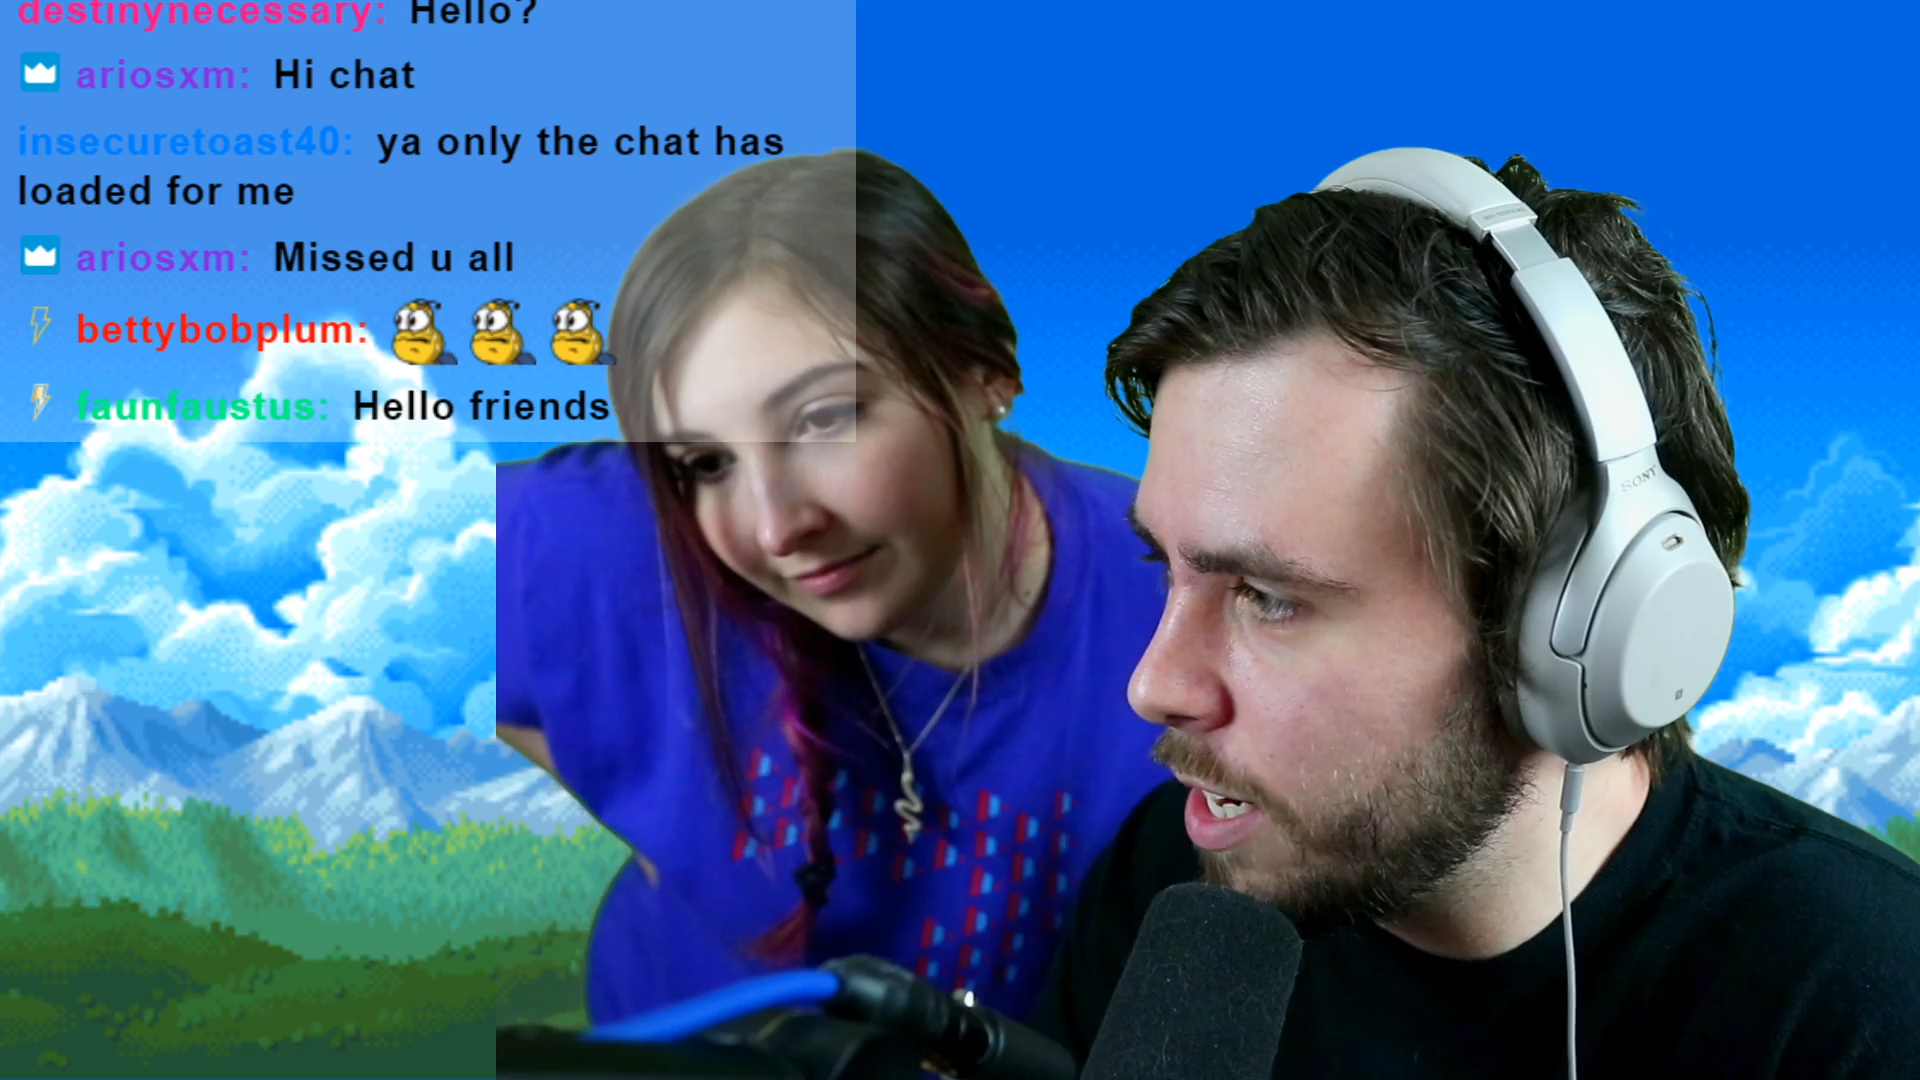 destinynecessary: Hello?
ariosxm: Hi chat
insecuretoast40: ya only the chat has
loaded for me
ariosxm: Missed u all
bettybobplum:
faunfaustus: Hello friends
SONY